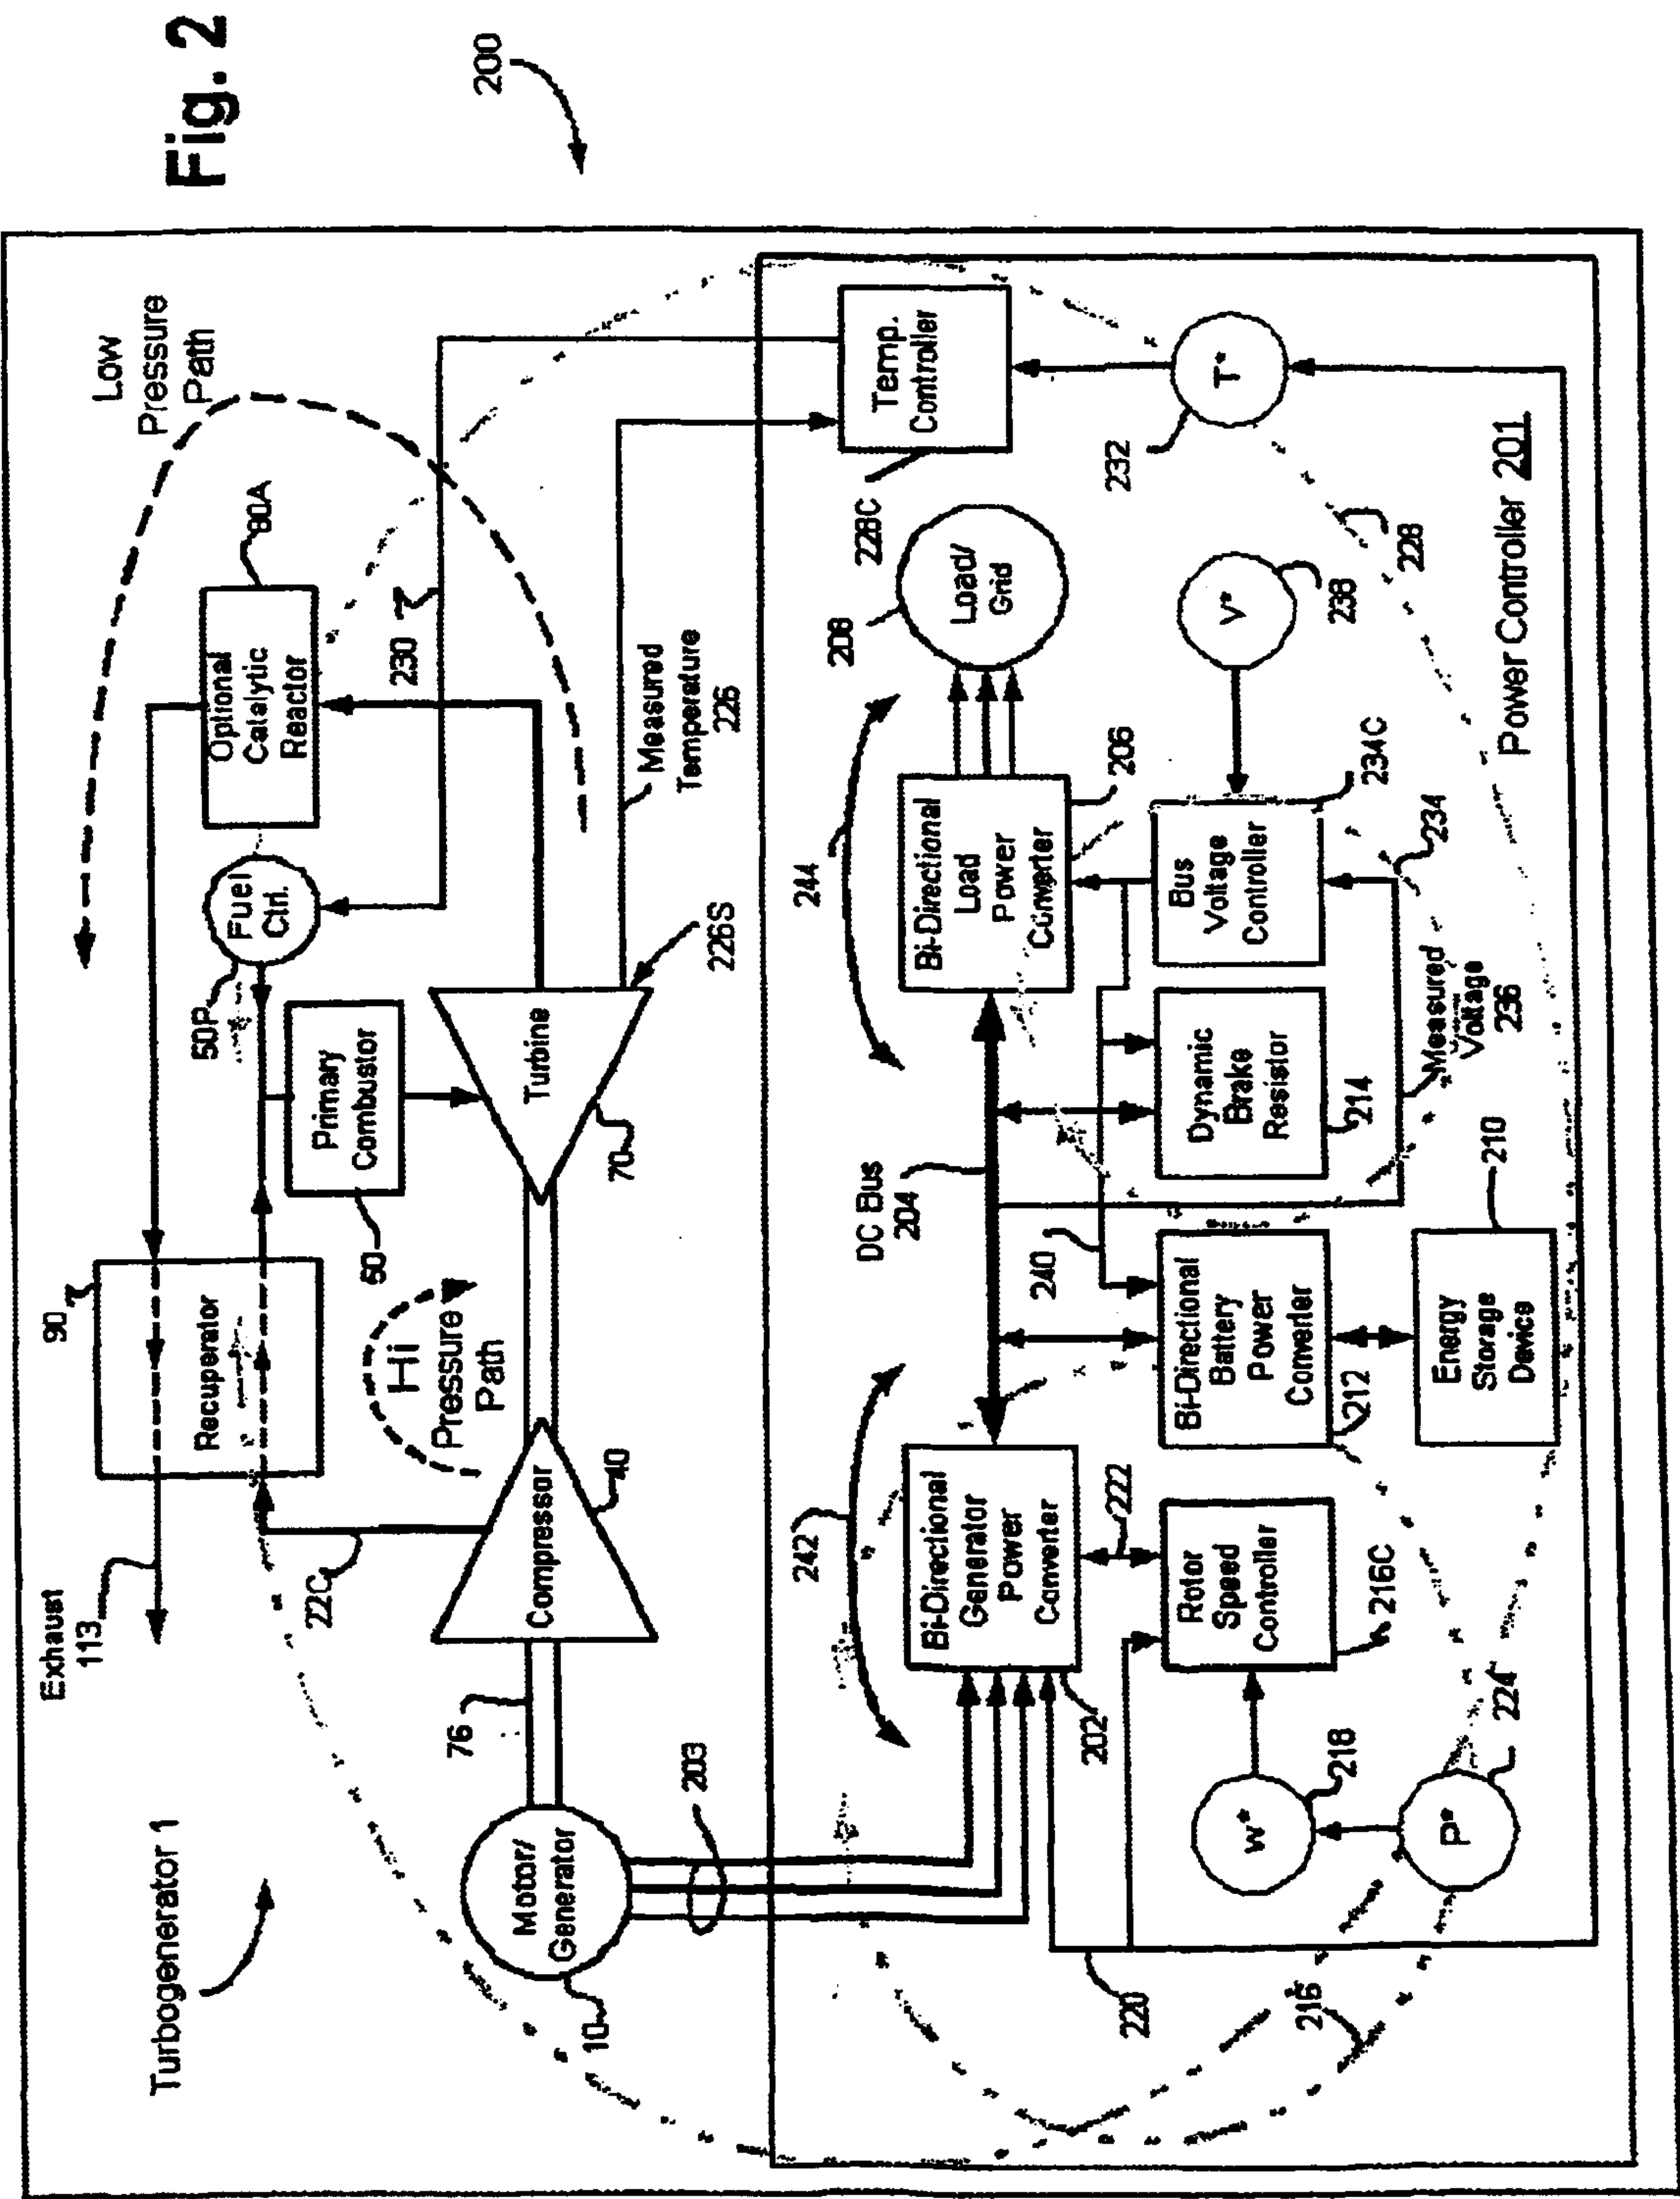 Fig. 2
200
Turbogenerator 1
Exhaust
113
90
Recuperator
22C
Hi
Pressure
Path
Low
Pressure
Path
50P
Fuel
Ctrl.
Optional
Catalytic
Reactor
80A
Primary
Combustor
50
230
Motor/
Generator
10
76
Compressor
40
Turbine
70
226S
Measured
Temperature
226
203
242
DC Bus
204
244
Bi-Directional
Generator
Power
Converter
202
222
Bi-Directional
Load
Power
Converter
206
208
Load/
Grid
228C
Temp.
Controller
220
Rotor
Speed
Controller
216C
240
Bi-Directional
Battery
Power
Converter
212
Dynamic
Brake
Resistor
214
Bus
Voltage
Controller
234C
V*
238
232
T*
w*
218
P*
224
216
Energy
Storage
Device
210
Measured
Voltage
236
234
228
Power Controller 201